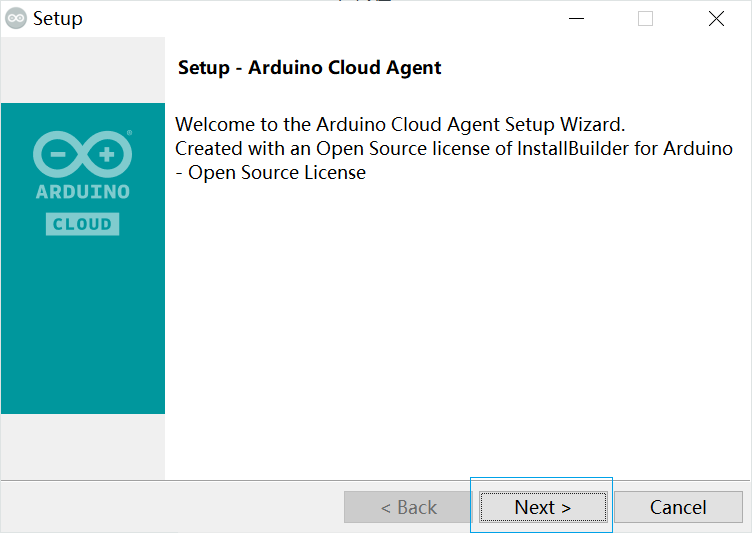 Setup
Setup - Arduino Cloud Agent
Welcome to the Arduino Cloud Agent Setup Wizard.
Created with an Open Source license of InstallBuilder for Arduino
- Open Source License
ARDUINO
CLOUD
< Back
Next >
Cancel